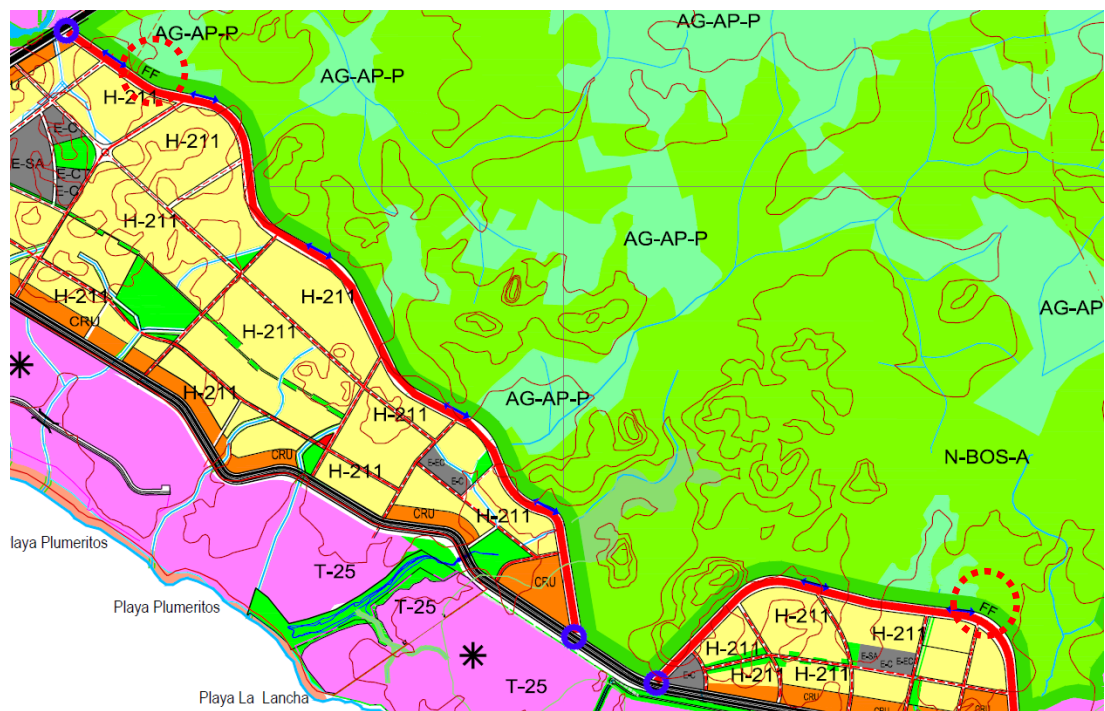 AG-AP-P
AG-AP-P
AG-AP-P
FF
H-211
E-C
H-211
E-SA
E-C
E-C
H-211
AG-AP-P
H-211
H-211
CRU
H-211
AG-AP
H-211
AG-AP-P
H-211
CRU
E-EC
H-211
E-C
N-BOS-A
CRU
H-211
laya Plumeritos
T-25
CRU
Playa Plumeritos
T-25
FF
H-211
H-211
H-211
E-SA
E-C
E-EC
E-C
H-211
H-211
T-25
Playa La Lancha
CRU
CRU